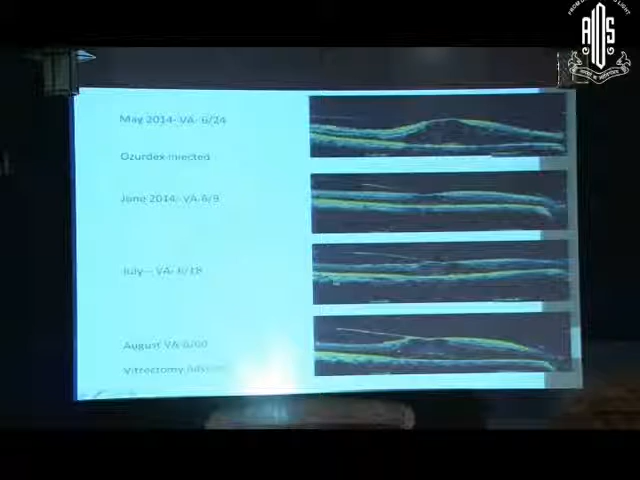 AIOS
May 2014- VA- 6/24
Ozurdex injected
June 2014- VA 6/9
July— VA- 6/18
August VA 6/60
Vitrectomy